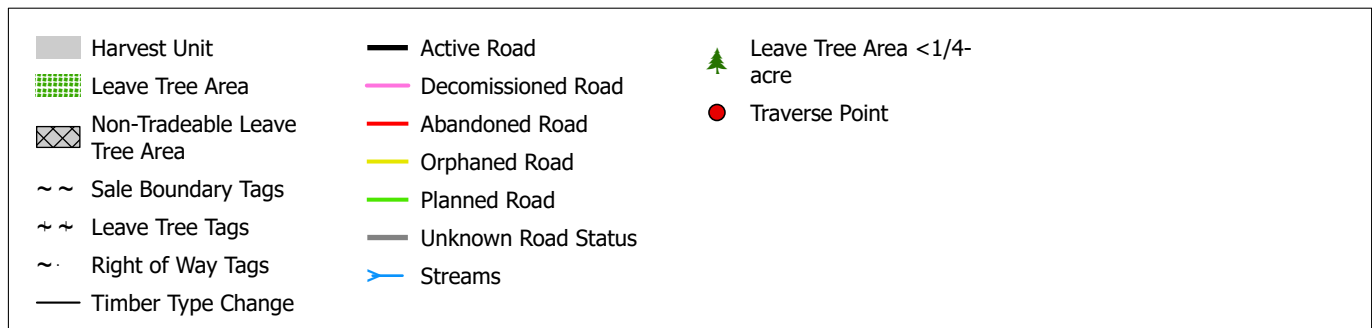 Harvest Unit
Leave Tree Area
Non-Tradeable Leave
Tree Area
Sale Boundary Tags
Leave Tree Tags
Right of Way Tags
Timber Type Change
Active Road
Decomissioned Road
Abandoned Road
Orphaned Road
Planned Road
Unknown Road Status
Streams
Leave Tree Area <1/4-
acre
Traverse Point